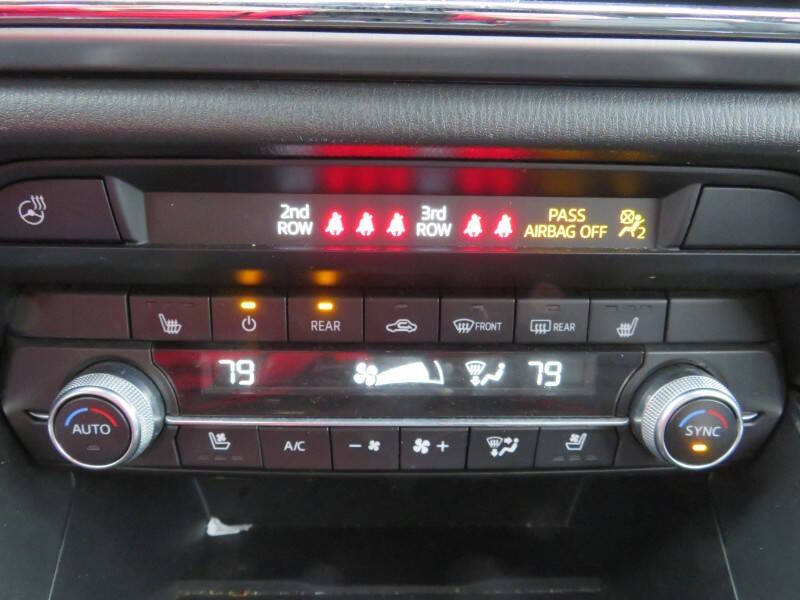 2nd ROW 3rd ROW PASS AIRBAG OFF 2
REAR FRONT REAR
79 79
AUTO SYNC
A/C - +